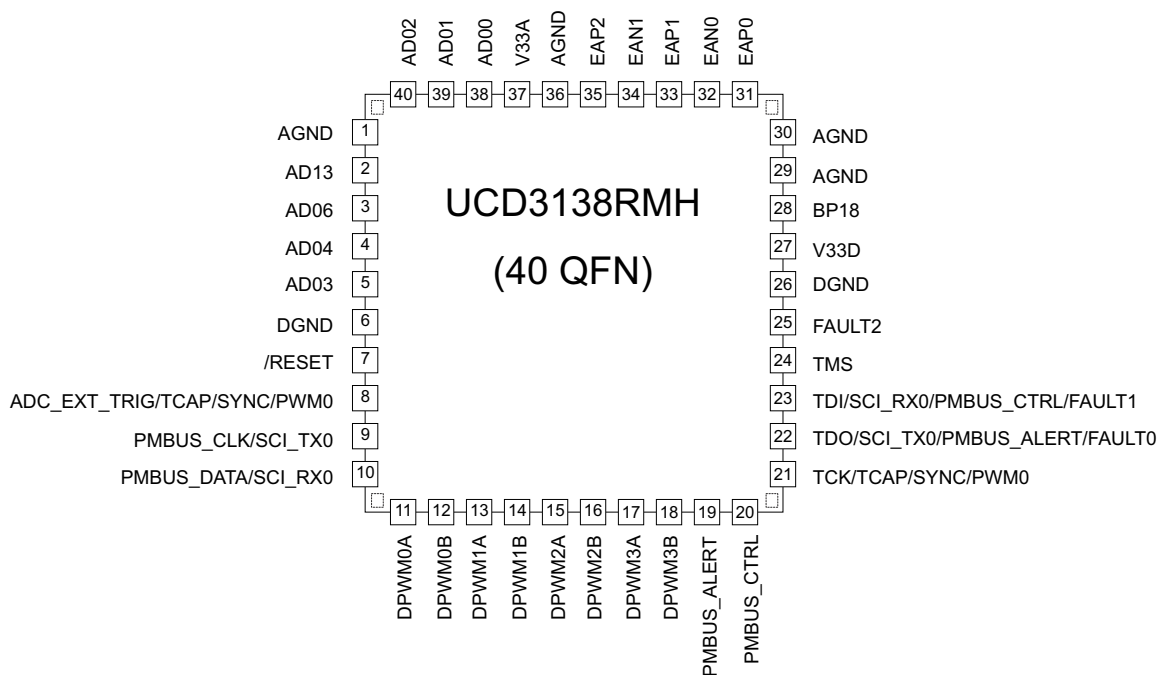 AD02
AD01
AD00
V33A
AGND
EAP2
EAN1
EAP1
EAN0
EAP0
40
39
38
37
36
35
34
33
32
31
AGND
1
AD13
2
AD06
3
AD04
4
AD03
5
DGND
6
/RESET
7
ADC_EXT_TRIG/TCAP/SYNC/PWM0
8
PMBUS_CLK/SCI_TX0
9
PMBUS_DATA/SCI_RX0
10
UCD3138RMH
(40 QFN)
30
AGND
29
AGND
28
BP18
27
V33D
26
DGND
25
FAULT2
24
TMS
23
TDI/SCI_RX0/PMBUS_CTRL/FAULT1
22
TDO/SCI_TX0/PMBUS_ALERT/FAULT0
21
TCK/TCAP/SYNC/PWM0
11
12
13
14
15
16
17
18
19
20
DPWM0A
DPWM0B
DPWM1A
DPWM1B
DPWM2A
DPWM2B
DPWM3A
DPWM3B
PMBUS_ALERT
PMBUS_CTRL